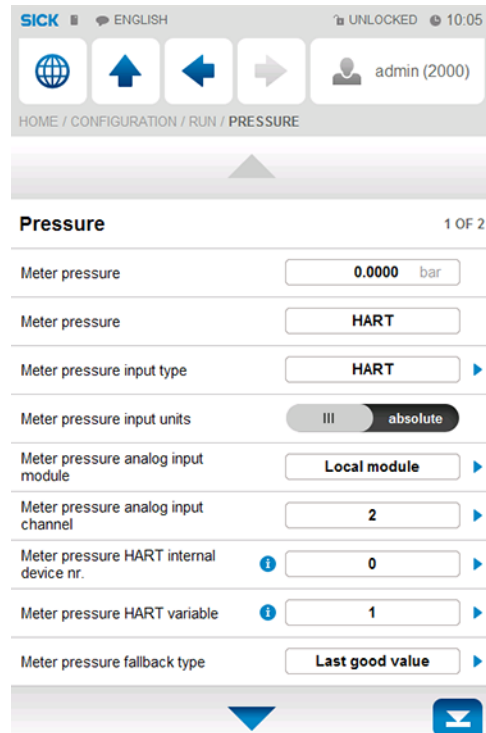 SICK ENGLISH UNLOCKED 10:05
admin (2000)
HOME / CONFIGURATION / RUN / PRESSURE
Pressure 1 OF 2
Meter pressure 0.0000 bar
Meter pressure HART
Meter pressure input type HART
Meter pressure input units absolute
Meter pressure analog input
module Local module
Meter pressure analog input
channel 2
Meter pressure HART internal
device nr. 0
Meter pressure HART variable 1
Meter pressure fallback type Last good value